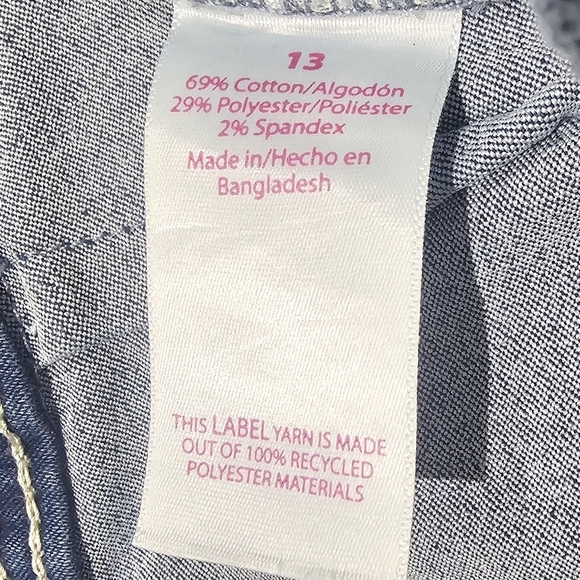 13
69% Cotton/Algodón
29% Polyester/Poliéster
2% Spandex
Made in/Hecho en
Bangladesh
THIS LABEL YARN IS MADE
OUT OF 100% RECYCLED
POLYESTER MATERIALS